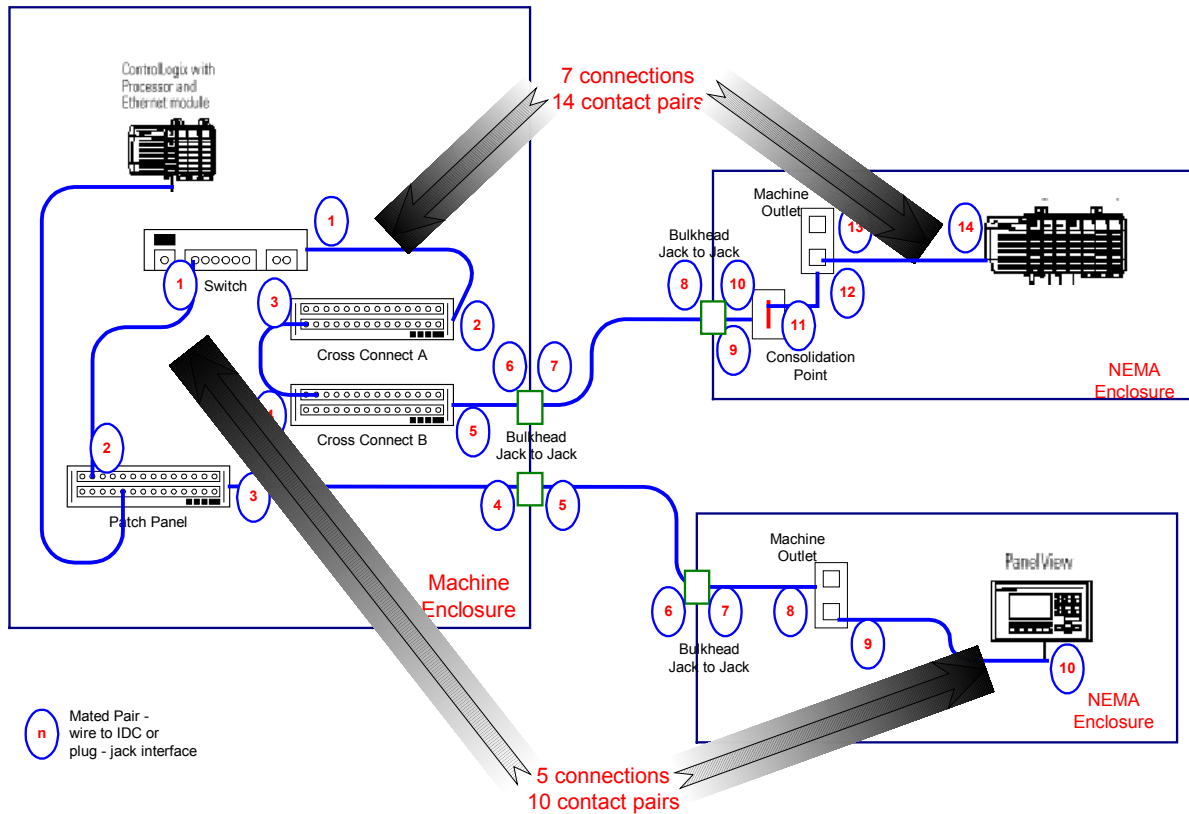 ControlLogix with
Processor and
Ethernet module
7 connections
14 contact pairs
1
Switch
1
3
2
Cross Connect A
4
Cross Connect B
5
6
7
Bulkhead
Jack to Jack
2
3
Patch Panel
4
5
Machine
Enclosure
Machine
Outlet
13
14
Bulkhead
Jack to Jack
8
10
12
11
9
Consolidation
Point
NEMA
Enclosure
Machine
Outlet
PanelView
6
7
8
9
10
Bulkhead
Jack to Jack
NEMA
Enclosure
n
Mated Pair -
wire to IDC or
plug - jack interface
5 connections
10 contact pairs